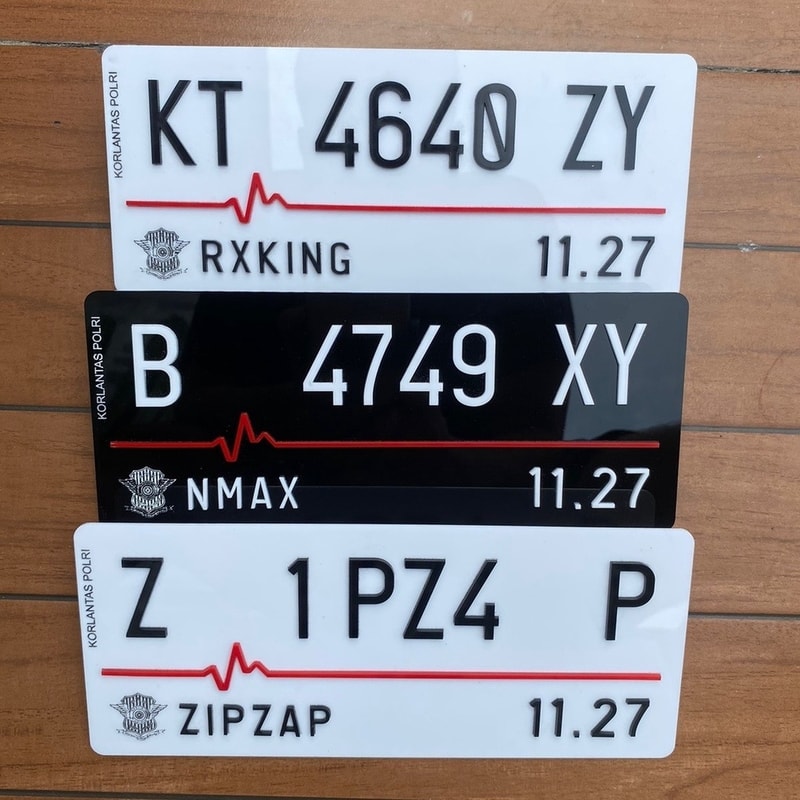 KORLANTAS POLRI
KT 4640 ZY
RXKING 11.27
KORLANTAS POLRI
B 4749 XY
NMAX 11.27
KORLANTAS POLRI
Z 1PZ4 P
ZIPZAP 11.27